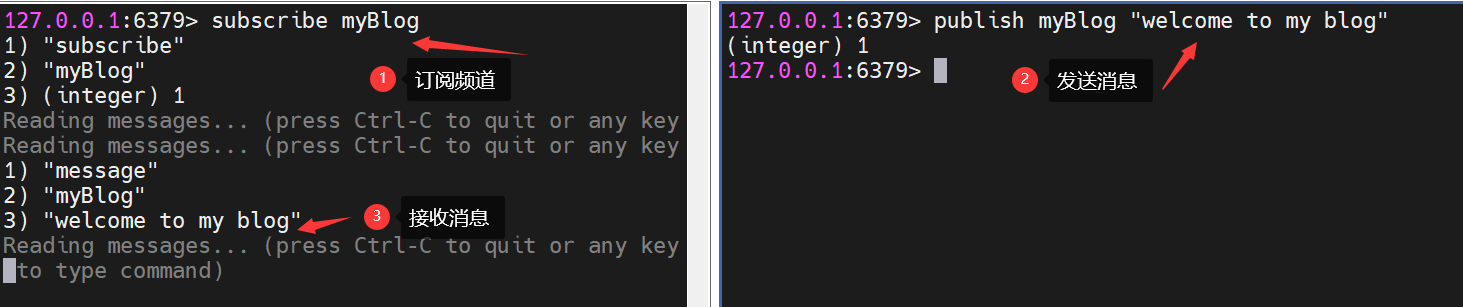 127.0.0.1:6379> subscribe myBlog
1) "subscribe"
2) "myBlog"
3) (integer) 1
Reading messages... (press Ctrl-C to quit or any key
Reading messages... (press Ctrl-C to quit or any key
1) "message"
2) "myBlog"
3) "welcome to my blog"
Reading messages... (press Ctrl-C to quit or any key
to type command)
1 订阅频道
3 接收消息
127.0.0.1:6379> publish myBlog "welcome to my blog"
(integer) 1
127.0.0.1:6379>
2 发送消息